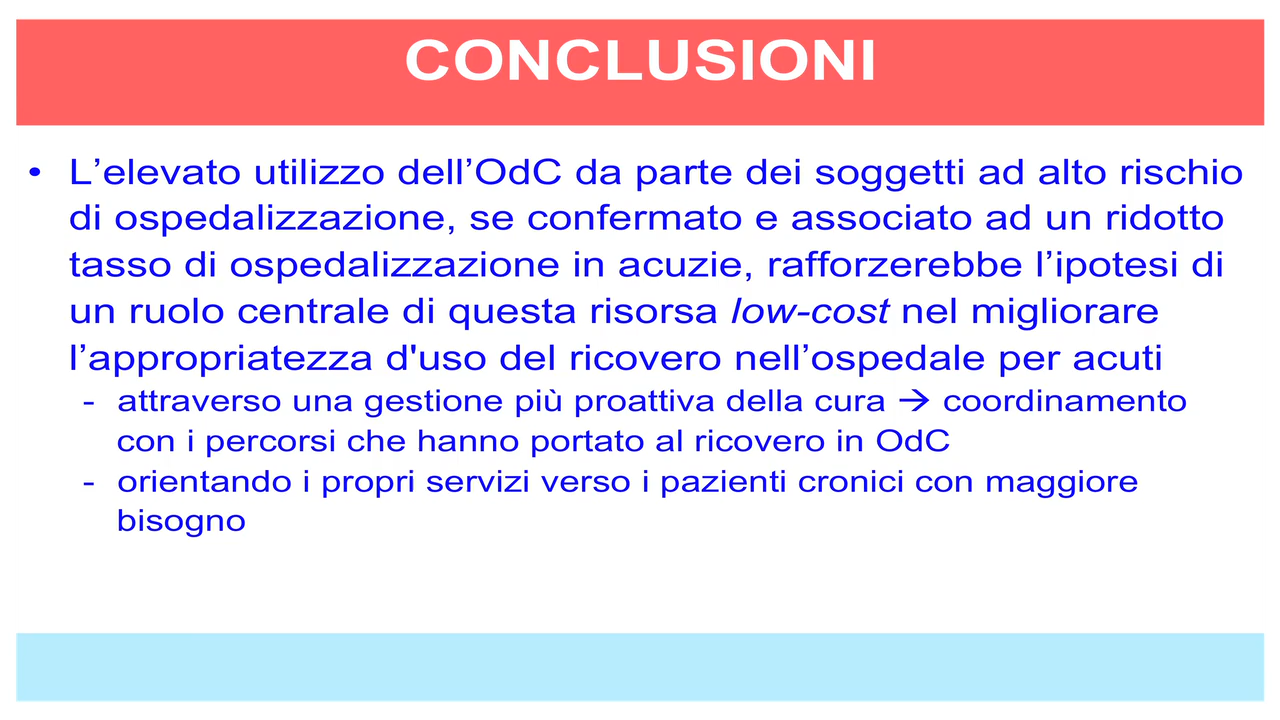 CONCLUSIONI
• L’elevato utilizzo dell’OdC da parte dei soggetti ad alto rischio
di ospedalizzazione, se confermato e associato ad un ridotto
tasso di ospedalizzazione in acuzie, rafforzerebbe l’ipotesi di
un ruolo centrale di questa risorsa low-cost nel migliorare
l’appropriatezza d'uso del ricovero nell’ospedale per acuti
- attraverso una gestione più proattiva della cura → coordinamento
con i percorsi che hanno portato al ricovero in OdC
- orientando i propri servizi verso i pazienti cronici con maggiore
bisogno